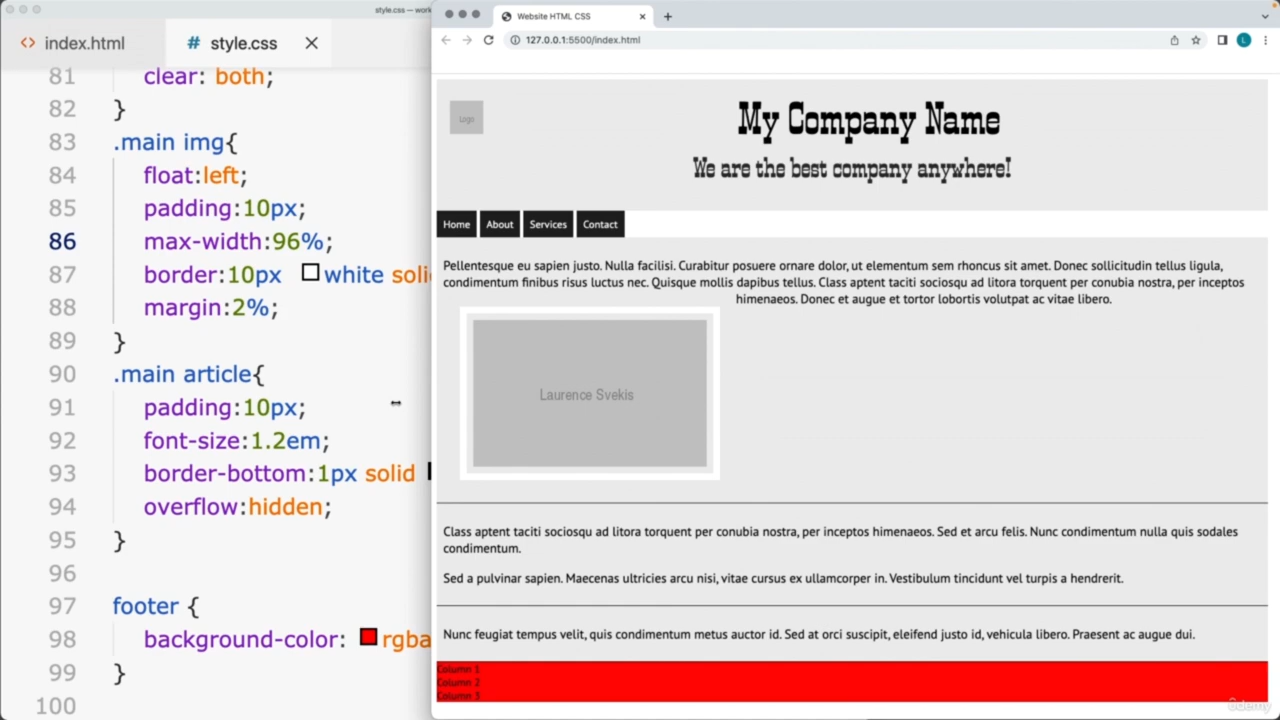 style.css — work
index.html
style.css
81 clear: both;
82 }
83 .main img{
84 float:left;
85 padding:10px;
86 max-width:96%;
87 border:10px white soli
88 margin:2%;
89 }
90 .main article{
91 padding:10px;
92 font-size:1.2em;
93 border-bottom:1px solid
94 overflow:hidden;
95 }
96
97 footer {
98 background-color: rgba
99 }
100
Website HTML CSS
127.0.0.1:5500/index.html
L
Logo
My Company Name
We are the best company anywhere!
Home About Services Contact
Pellentesque eu sapien justo. Nulla facilisi. Curabitur posuere ornare dolor, ut elementum sem rhoncus sit amet. Donec sollicitudin tellus ligula,
condimentum finibus risus luctus nec. Quisque mollis dapibus tellus. Class aptent taciti sociosqu ad litora torquent per conubia nostra, per inceptos
himenaeos. Donec et augue et tortor lobortis volutpat ac vitae libero.
Laurence Svekis
Class aptent taciti sociosqu ad litora torquent per conubia nostra, per inceptos himenaeos. Sed et arcu felis. Nunc condimentum nulla quis sodales
condimentum.
Sed a pulvinar sapien. Maecenas ultricies arcu nisi, vitae cursus ex ullamcorper in. Vestibulum tincidunt vel turpis a hendrerit.
Nunc feugiat tempus velit, quis condimentum metus auctor id. Sed at orci suscipit, eleifend justo id, vehicula libero. Praesent ac augue dui.
Column 1
Column 2
Column 3
udemy